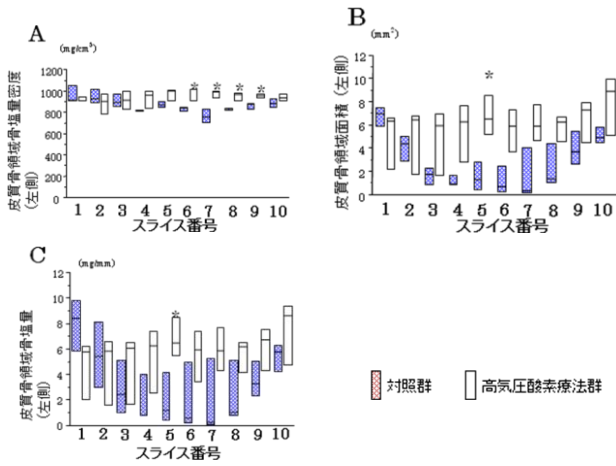 A
(mg/cm³)
皮質骨領域骨塩量密度
(左側)
1200
1000
800
600
400
200
0
* * * *
1 2 3 4 5 6 7 8 9 10
スライス番号
B
(mm²)
皮質骨領域面積 (左側)
12
10
8
6
4
2
0
*
1 2 3 4 5 6 7 8 9 10
スライス番号
C
(mg/mm)
皮質骨領域骨塩量
(左側)
12
10
8
6
4
2
0
*
1 2 3 4 5 6 7 8 9 10
スライス番号
対照群
高気圧酸素療法群